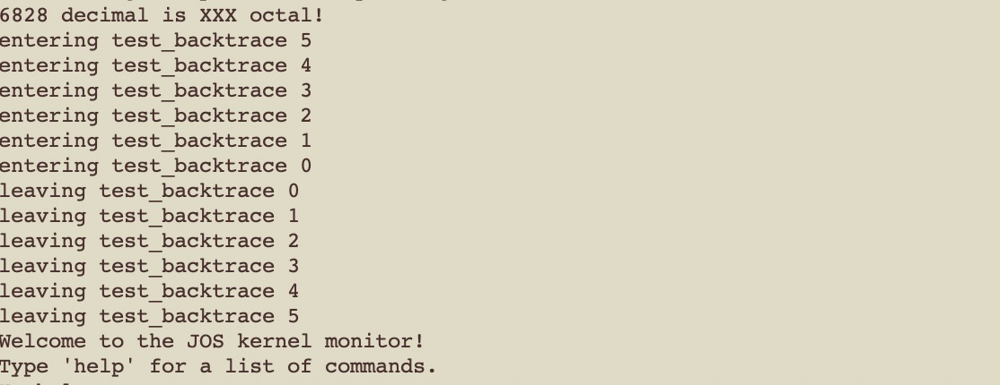 6828 decimal is XXX octal!
entering test_backtrace 5
entering test_backtrace 4
entering test_backtrace 3
entering test_backtrace 2
entering test_backtrace 1
entering test_backtrace 0
leaving test_backtrace 0
leaving test_backtrace 1
leaving test_backtrace 2
leaving test_backtrace 3
leaving test_backtrace 4
leaving test_backtrace 5
Welcome to the JOS kernel monitor!
Type 'help' for a list of commands.